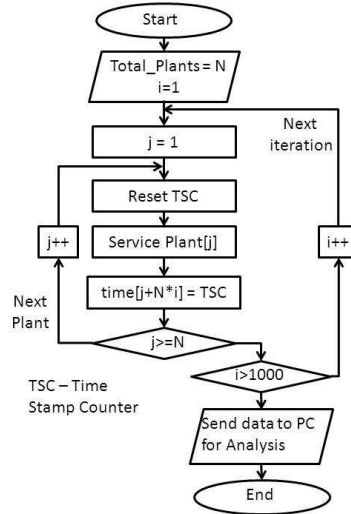 Start
Total_Plants = N
i=1
Next
iteration
j = 1
Reset TSC
j++
Service Plant[j]
i++
time[j+N*i] = TSC
Next
Plant
j>=N
i>1000
TSC – Time
Stamp Counter
Send data to PC
for Analysis
End